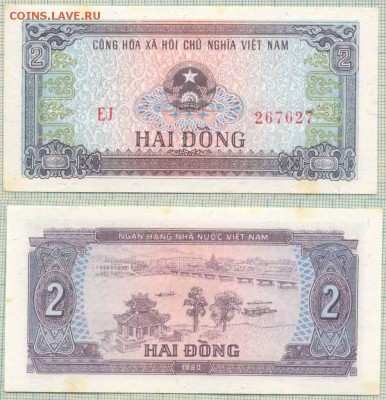 COINS.LAVE.RU
CỘNG HÒA XÃ HỘI CHỦ NGHĨA VIỆT NAM
2 2
EJ 267627
HAI ĐỒNG
NGÂN HÀNG NHÀ NƯỚC VIỆT NAM
2 2
HAI ĐỒNG
1980